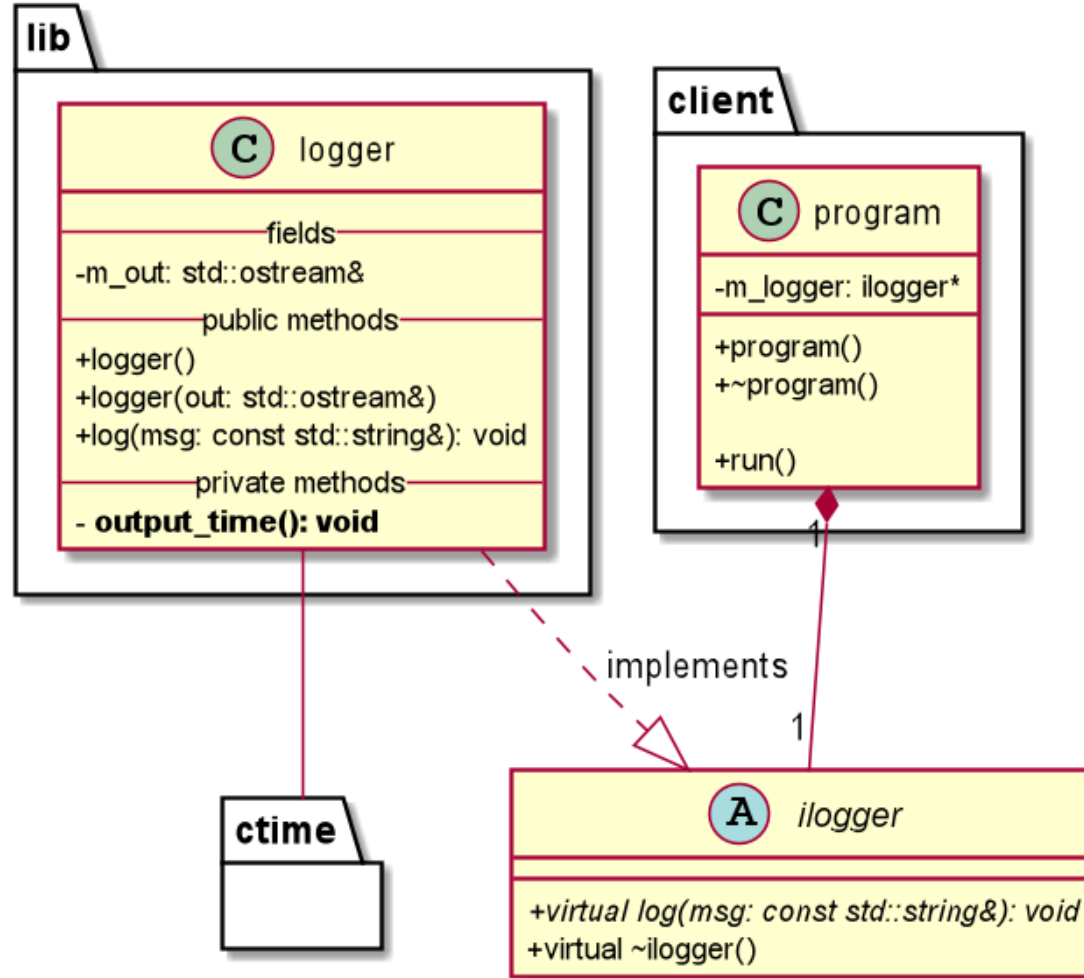 lib
C logger
fields
-m_out: std::ostream&
public methods
+logger()
+logger(out: std::ostream&)
+log(msg: const std::string&): void
private methods
- output_time(): void
client
C program
-m_logger: ilogger*
+program()
+~program()
+run()
1
implements
1
ctime
A ilogger
+virtual log(msg: const std::string&): void
+virtual ~ilogger()